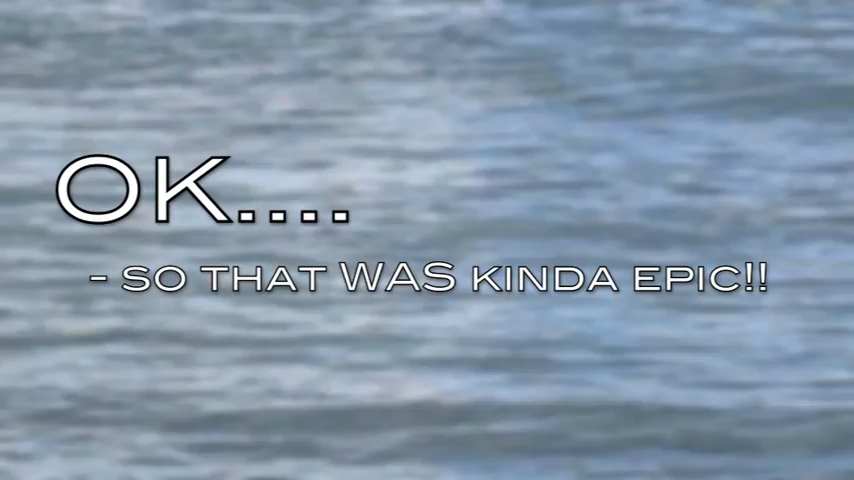 OK....
- SO THAT WAS KINDA EPIC!!